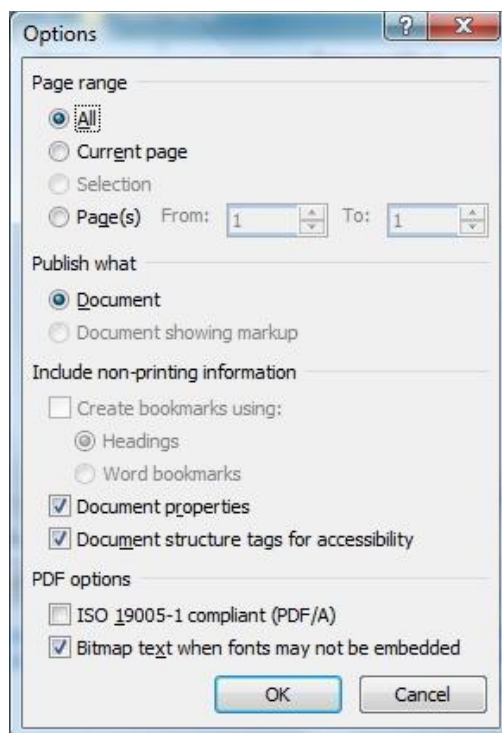 Options
Page range
All
Current page
Selection
Page(s) From: 1 To: 1
Publish what
Document
Document showing markup
Include non-printing information
Create bookmarks using:
Headings
Word bookmarks
Document properties
Document structure tags for accessibility
PDF options
ISO 19005-1 compliant (PDF/A)
Bitmap text when fonts may not be embedded
OK Cancel